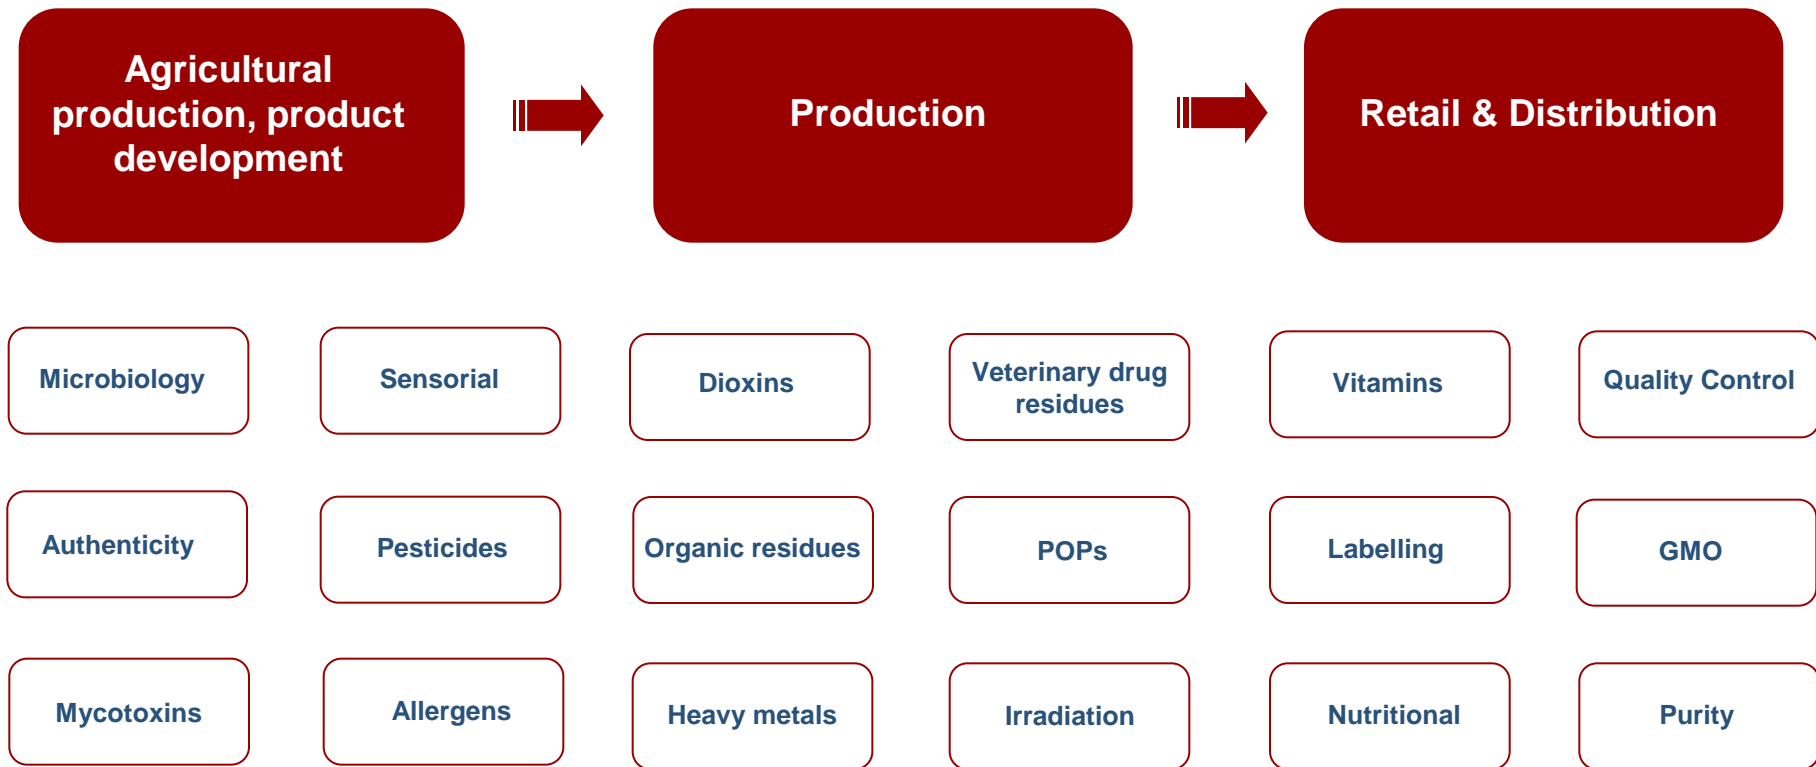 Agricultural
production, product
development
Production
Retail & Distribution
Microbiology
Sensorial
Dioxins
Veterinary drug
residues
Vitamins
Quality Control
Authenticity
Pesticides
Organic residues
POPs
Labelling
GMO
Mycotoxins
Allergens
Heavy metals
Irradiation
Nutritional
Purity